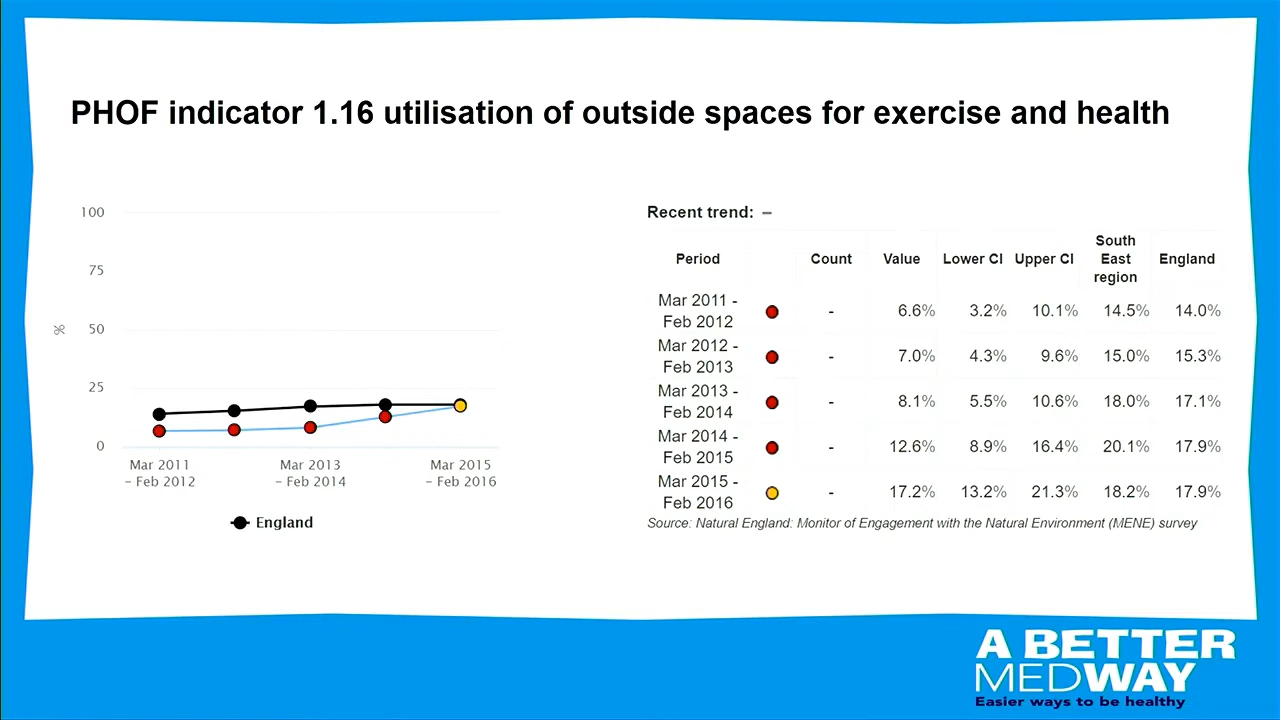 PHOF indicator 1.16 utilisation of outside spaces for exercise and health
100
75
%
50
25
0
Mar 2011
– Feb 2012
Mar 2013
– Feb 2014
Mar 2015
– Feb 2016
England
Recent trend: –
Period Count Value Lower CI Upper CI South East region England
Mar 2011 -
Feb 2012
- 6.6% 3.2% 10.1% 14.5% 14.0%
Mar 2012 -
Feb 2013
- 7.0% 4.3% 9.6% 15.0% 15.3%
Mar 2013 -
Feb 2014
- 8.1% 5.5% 10.6% 18.0% 17.1%
Mar 2014 -
Feb 2015
- 12.6% 8.9% 16.4% 20.1% 17.9%
Mar 2015 -
Feb 2016
- 17.2% 13.2% 21.3% 18.2% 17.9%
Source: Natural England: Monitor of Engagement with the Natural Environment (MENE) survey
A BETTER
MEDWAY
Easier ways to be healthy